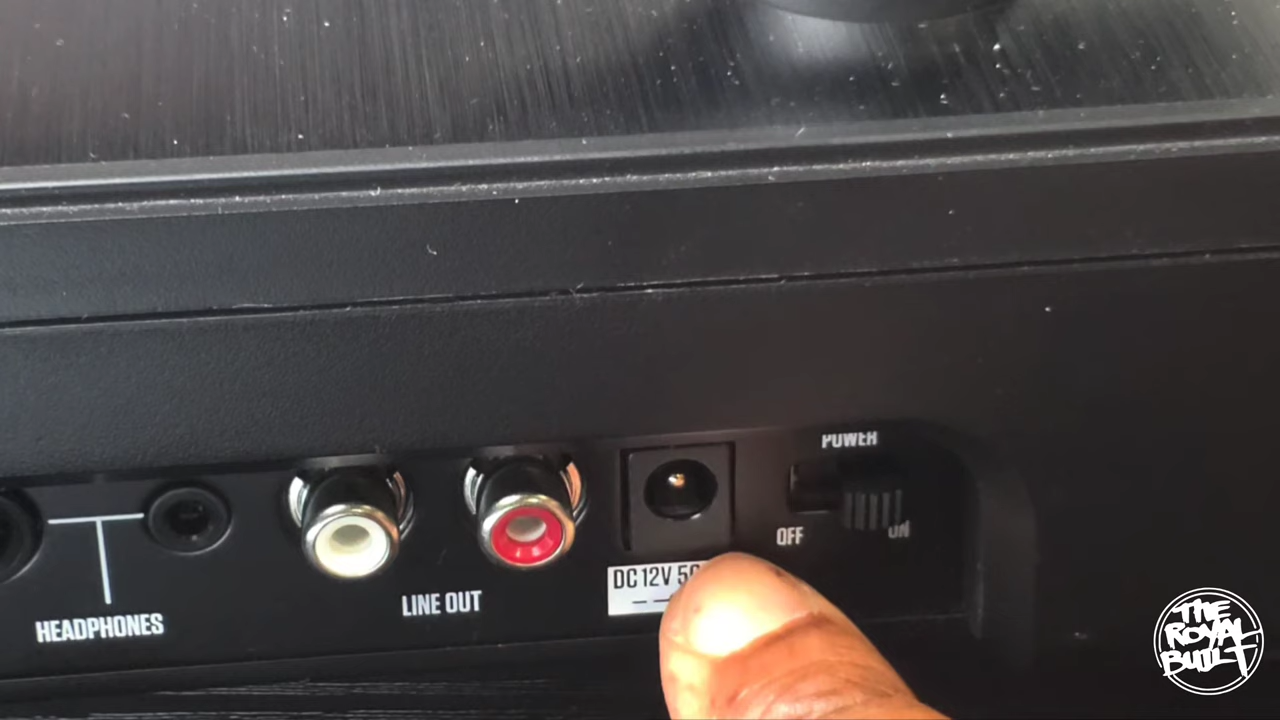 POWER
OFF
ON
DC 12V
LINE OUT
HEADPHONES
THE
ROYAL
BUILT